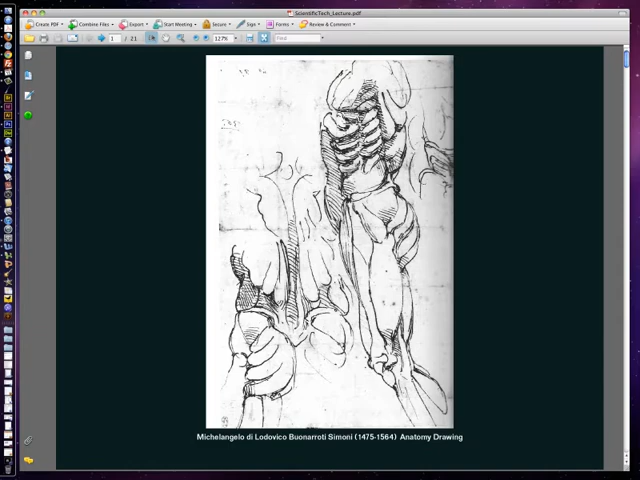 ScientificTech_Lecture.pdf
Create PDF Combine Files Export Start Meeting Secure Sign Forms Review & Comment
1 / 21 127% Find
Michelangelo di Lodovico Buonarroti Simoni (1475-1564) Anatomy Drawing